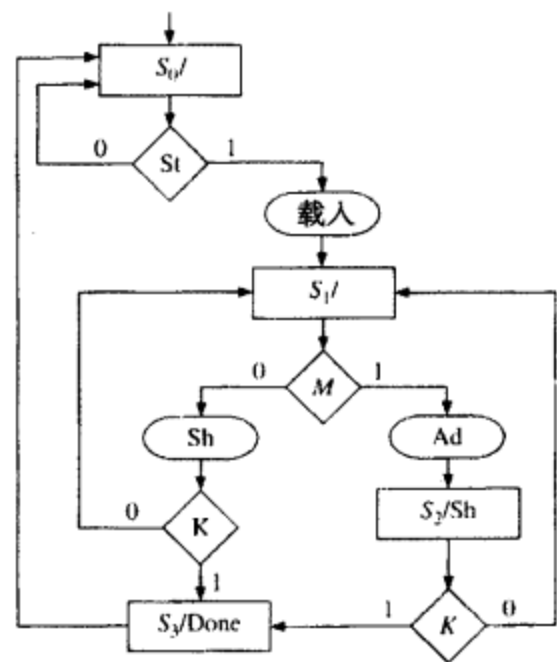 S₀/
0 St 1
载入
S₁/
0 M 1
Sh Ad
0 K S₂/Sh
1
S₃/Done 1 K 0